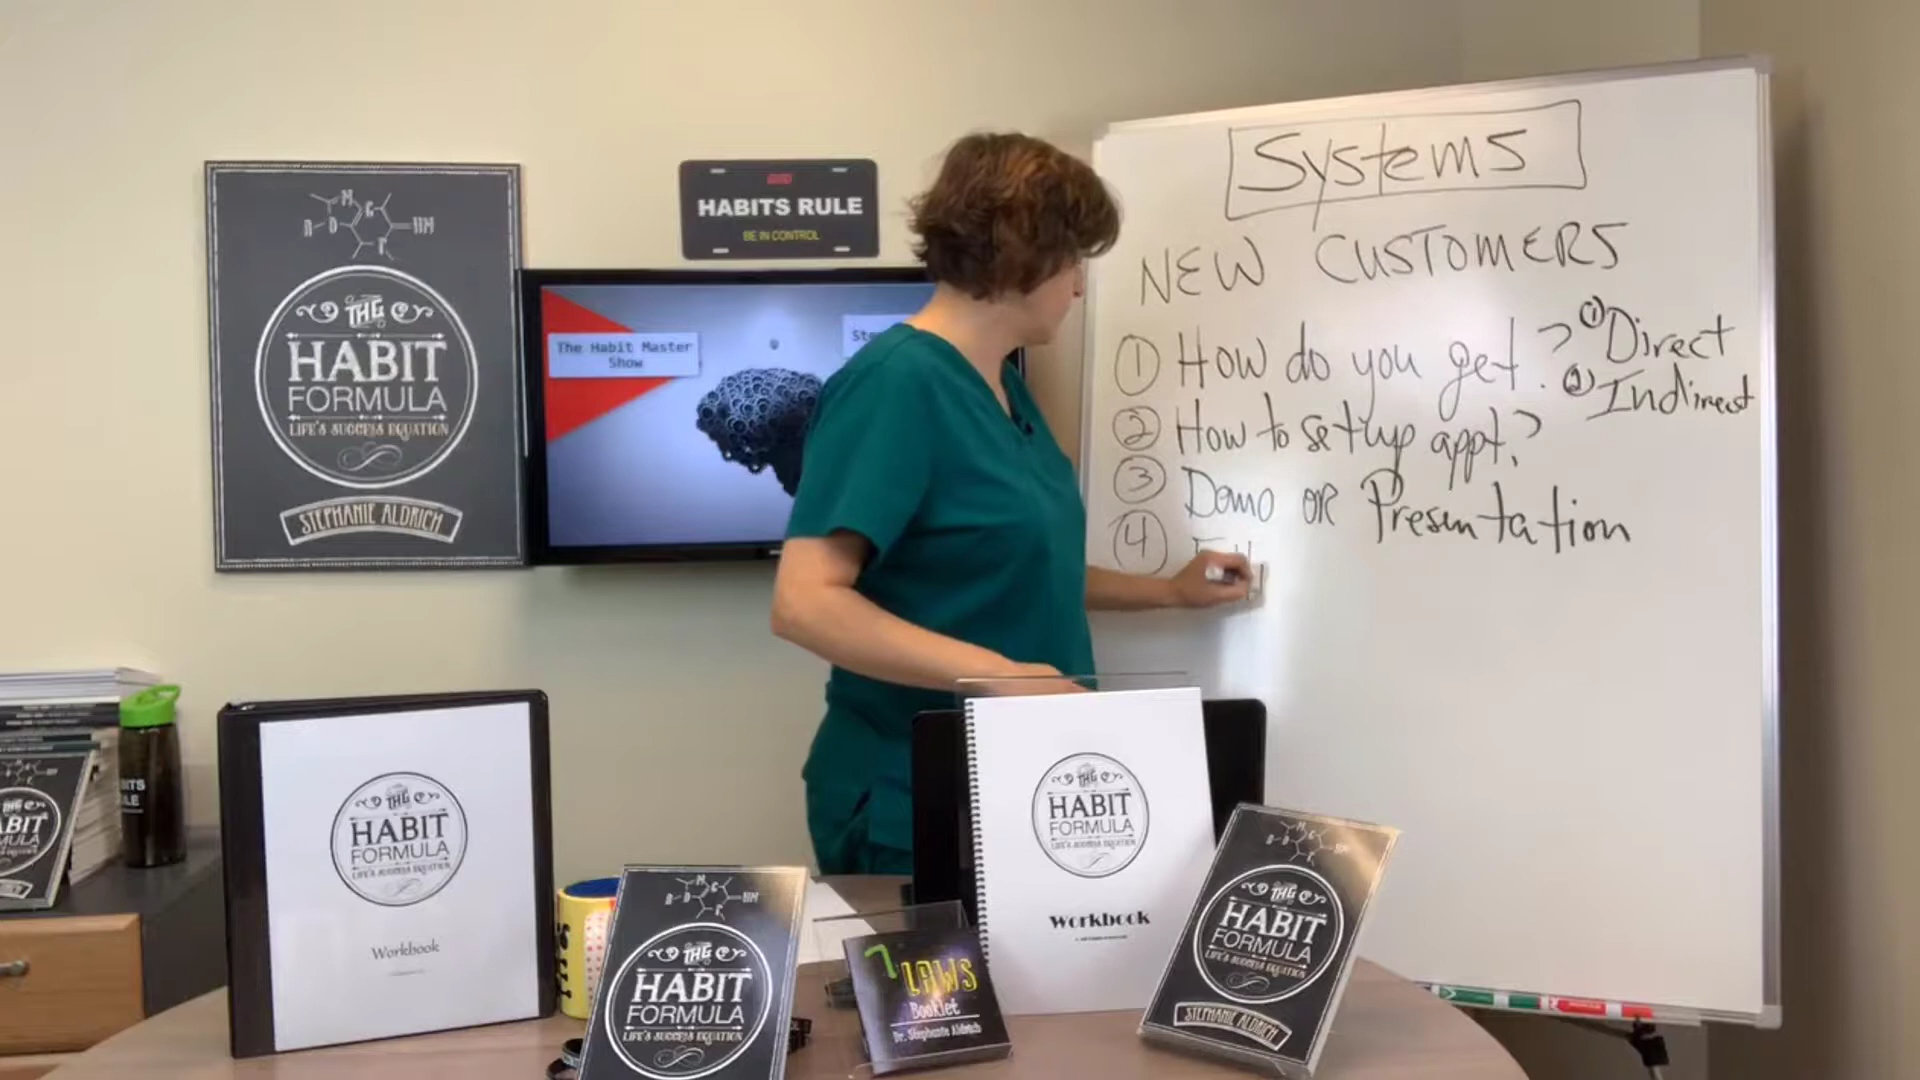 THE
HABIT
FORMULA
LIFE'S SUCCESS EQUATION
STEPHANIE ALDRICH
HABITS RULE
BE IN CONTROL
The Habit Master
Show
Systems
NEW CUSTOMERS
① How do you get? ① Direct
② Indirect
② How to setup appt?
③ Demo OR Presentation
④
THE
HABIT
FORMULA
LIFE'S SUCCESS EQUATION
Workbook
THE
HABIT
FORMULA
LIFE'S SUCCESS EQUATION
7 LAWS
Booklet
Dr. Stephanie Aldrich
THE
HABIT
FORMULA
LIFE'S SUCCESS EQUATION
Workbook
THE
HABIT
FORMULA
LIFE'S SUCCESS EQUATION
STEPHANIE ALDRICH